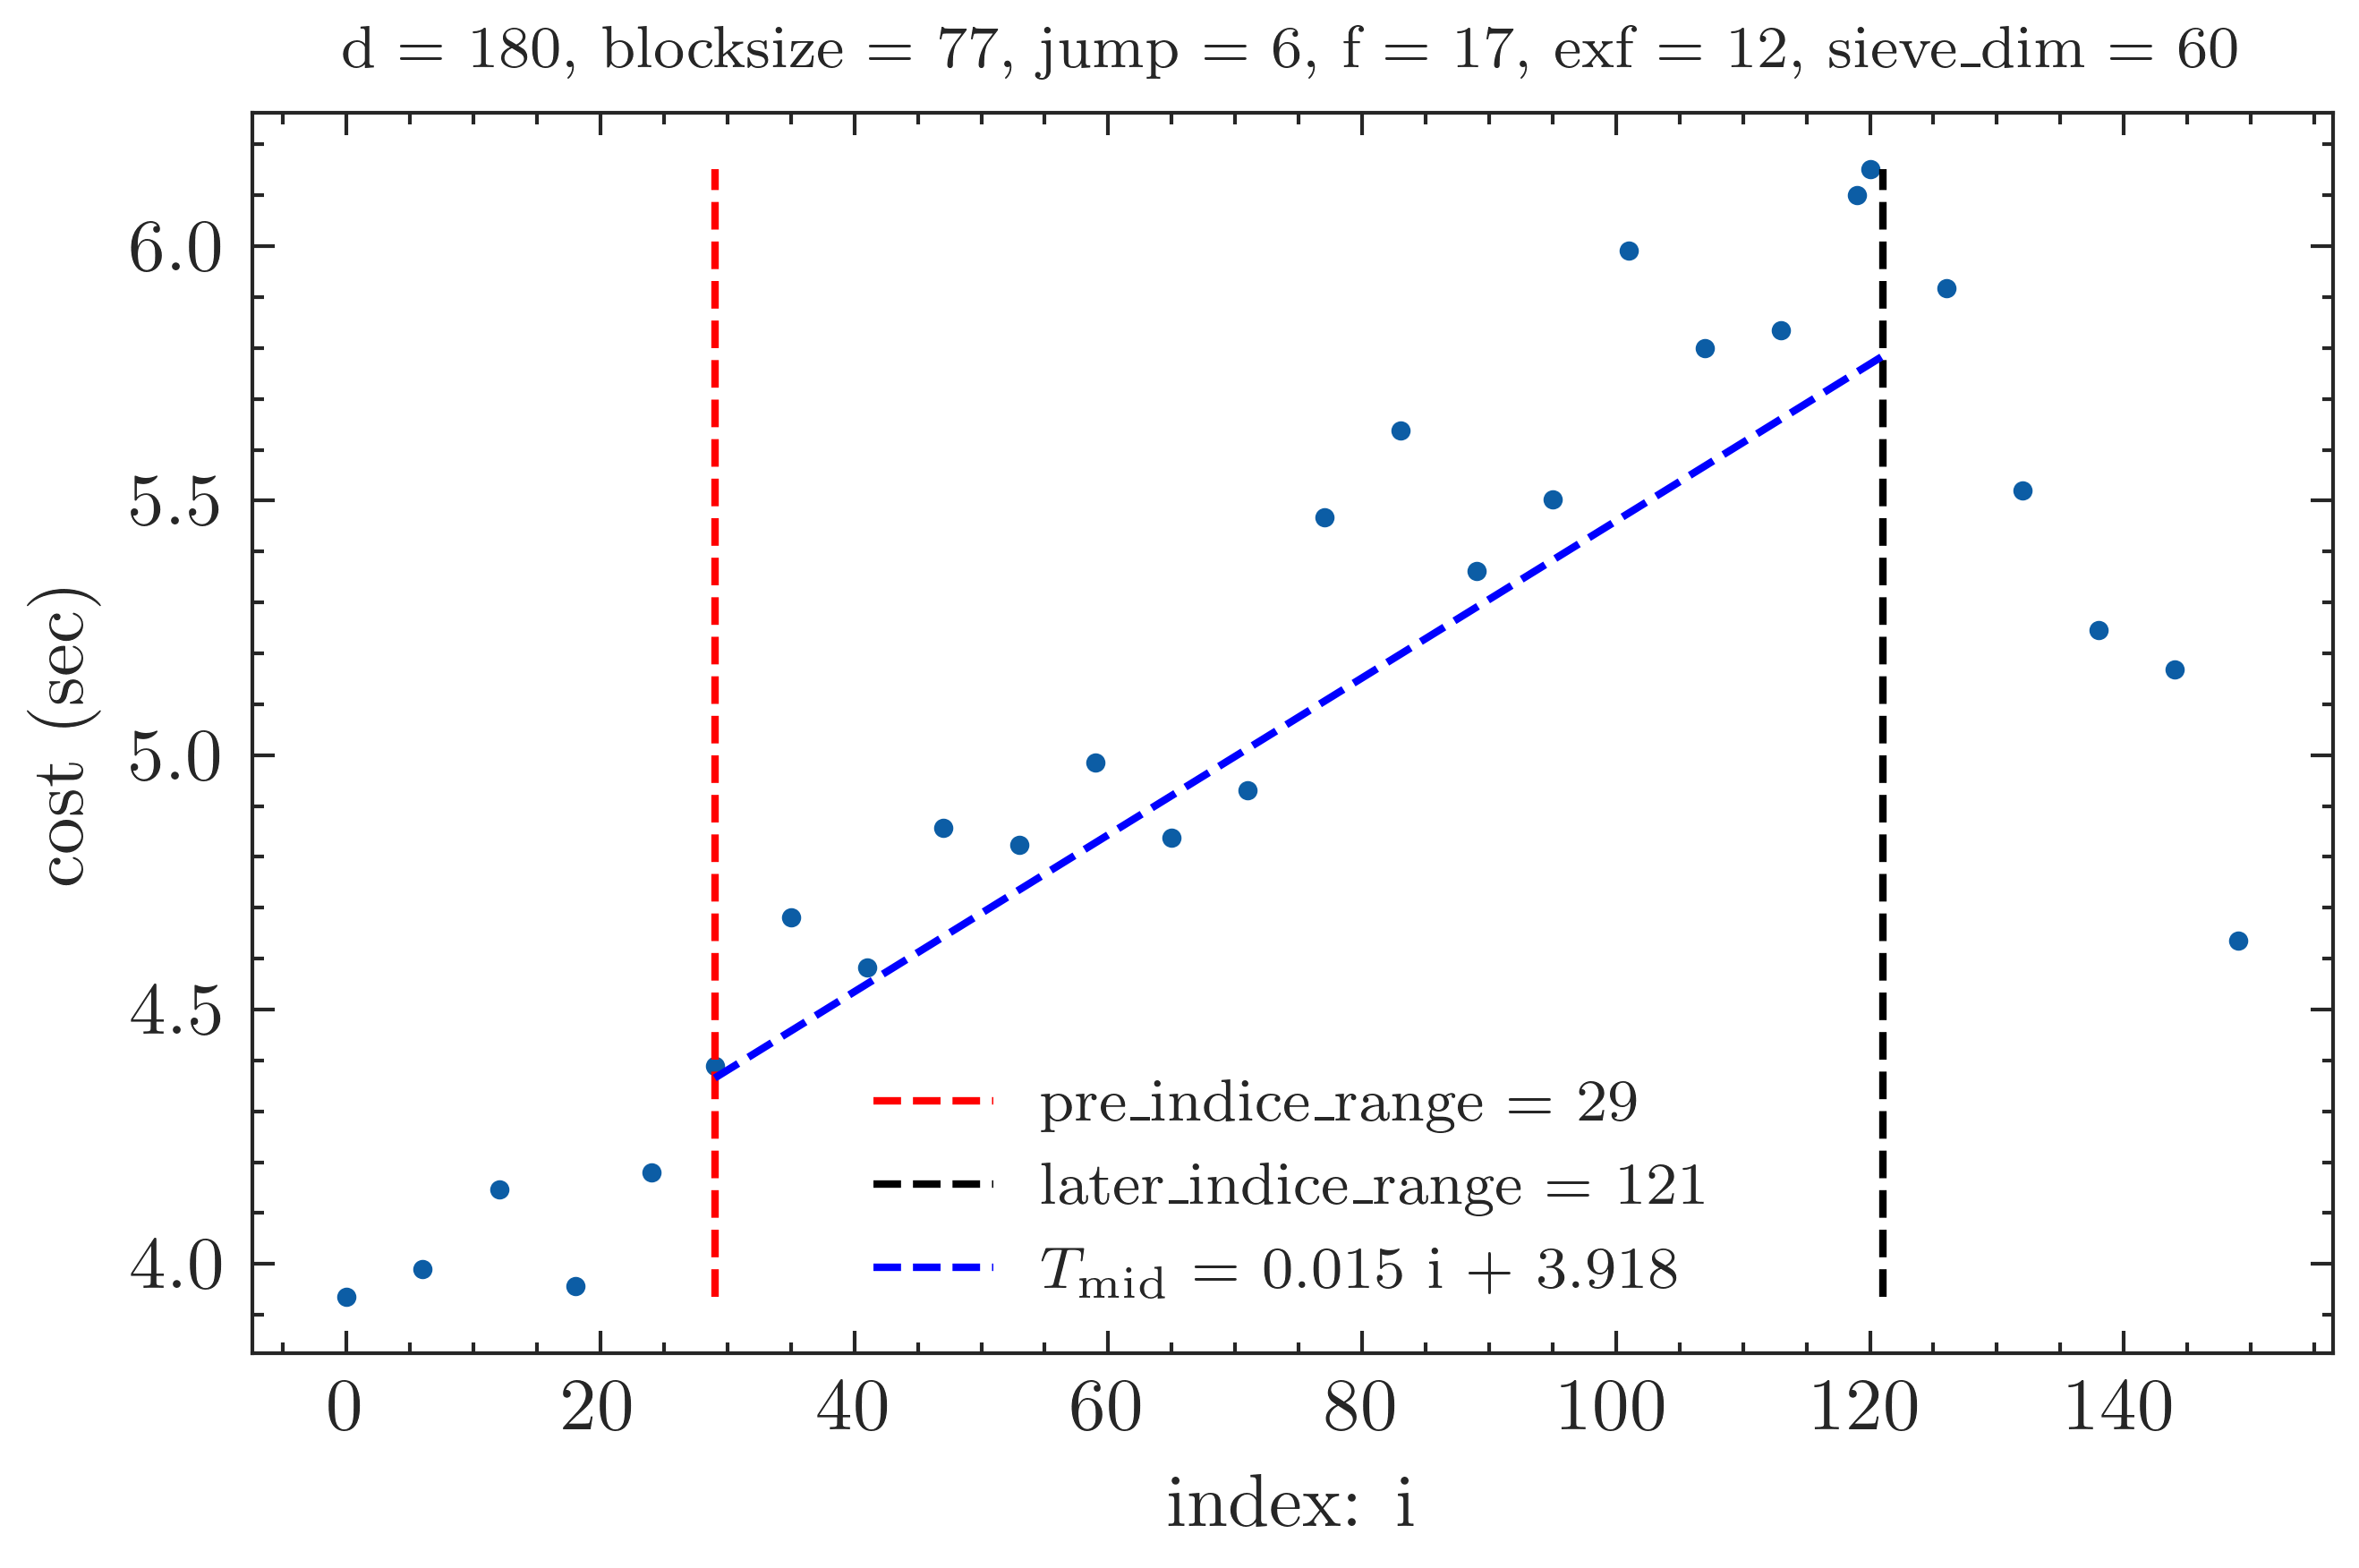 d = 180, blocksize = 77, jump = 6, f = 17, exf = 12, sieve_dim = 60
cost (sec)
6.0
5.5
5.0
4.5
4.0
pre_indice_range = 29
later_indice_range = 121
T_mid = 0.015 i + 3.918
0 20 40 60 80 100 120 140
index: i